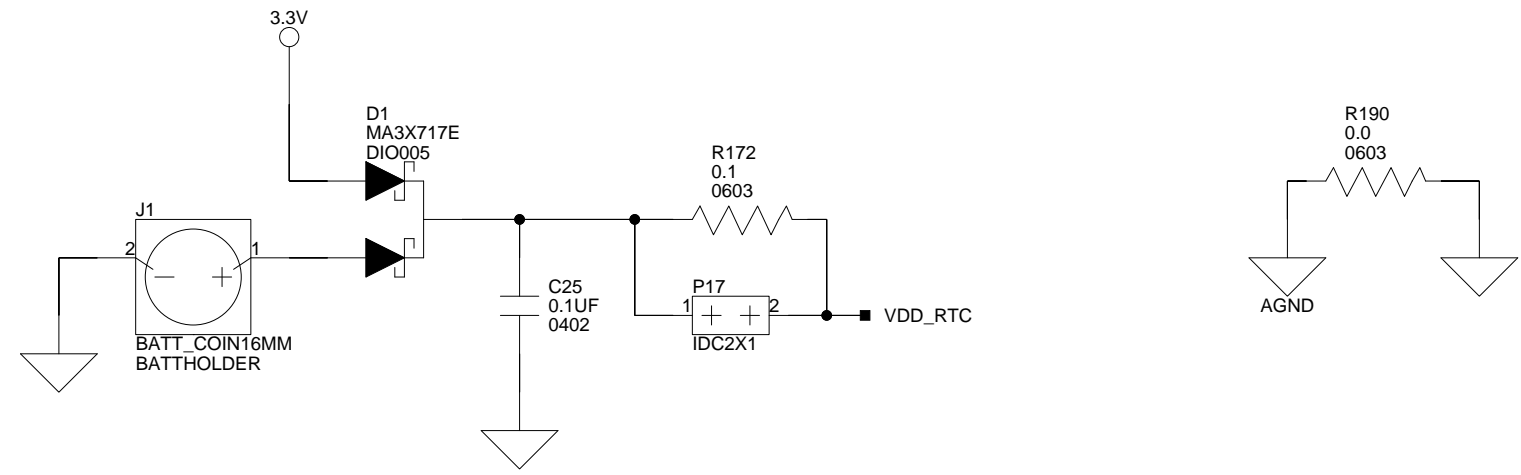 3.3V
D1
MA3X717E
DIO005
R172
0.1
0603
R190
0.0
0603
J1
2
1
BATT_COIN16MM
BATTHOLDER
C25
0.1UF
0402
P17
1
2
IDC2X1
VDD_RTC
AGND